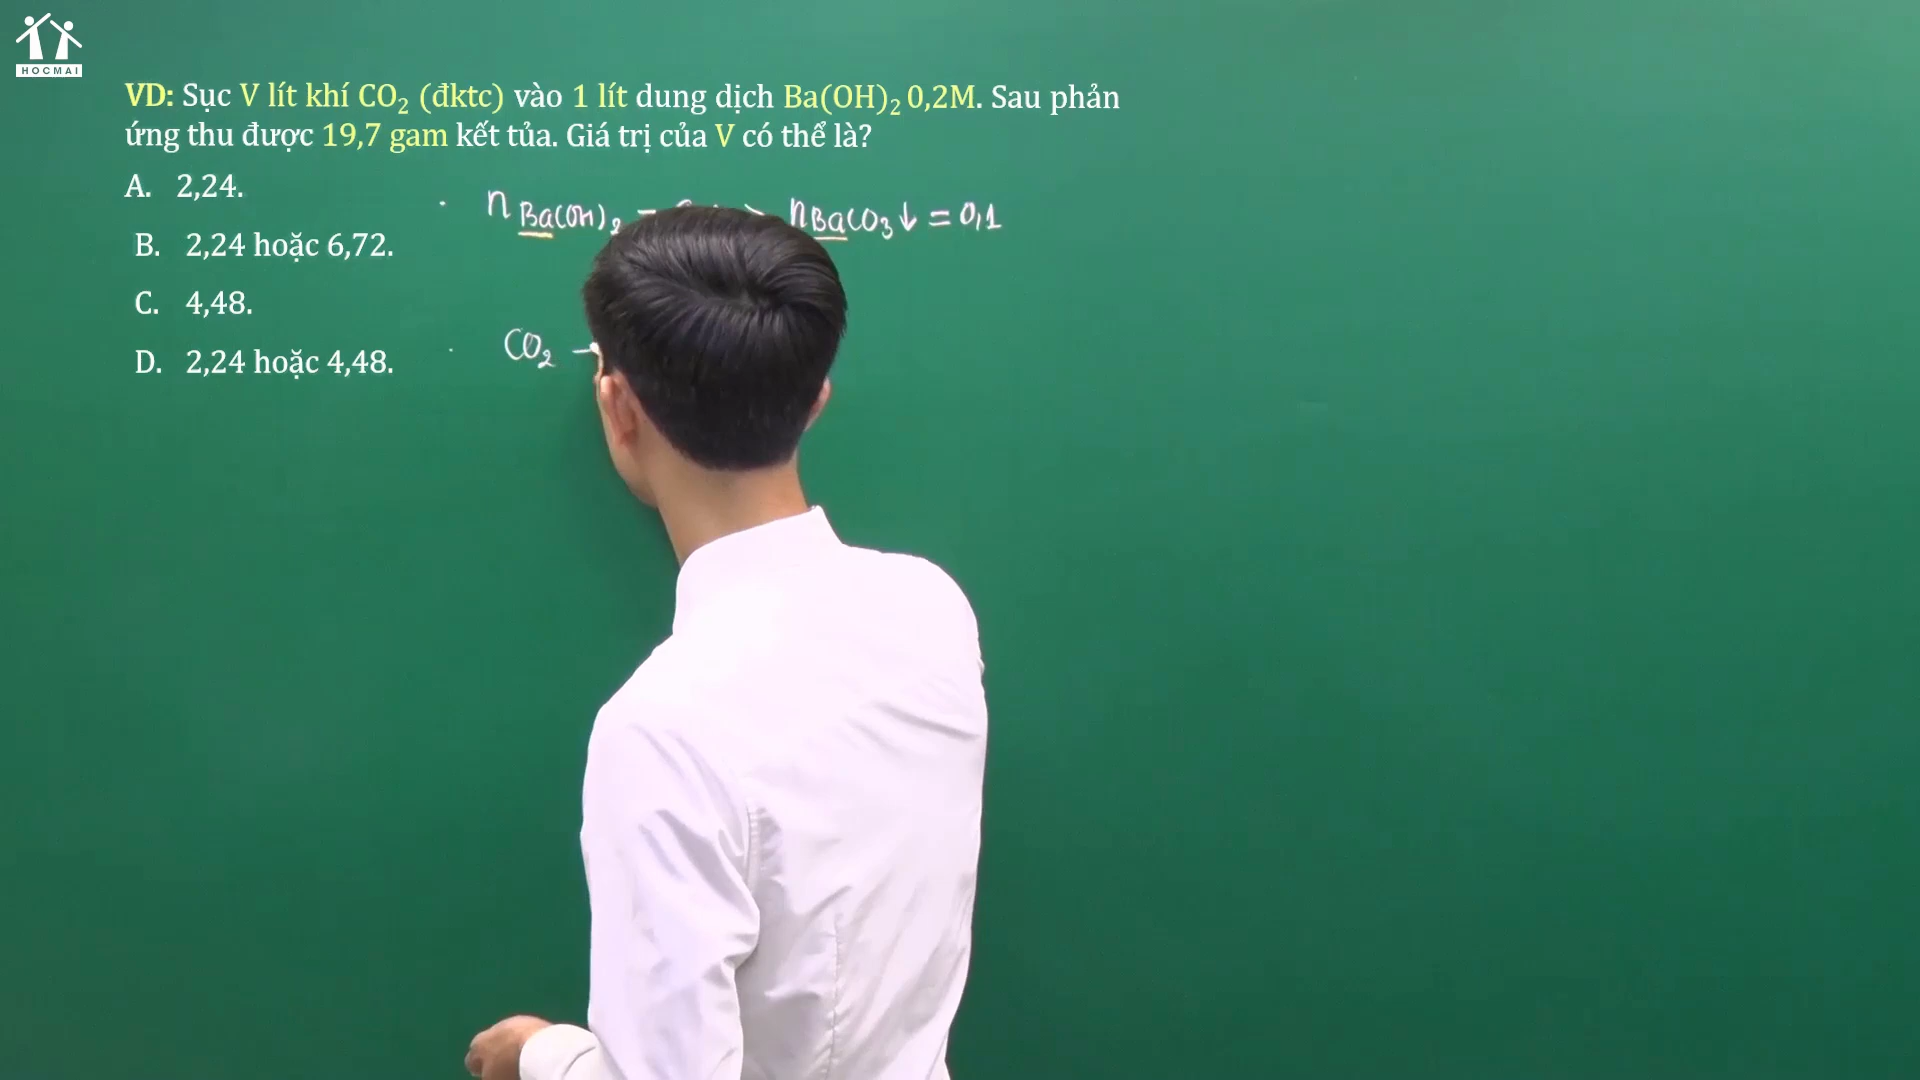 HOCMAI
VD: Sục V lít khí CO₂ (đktc) vào 1 lít dung dịch Ba(OH)₂ 0,2M. Sau phản
ứng thu được 19,7 gam kết tủa. Giá trị của V có thể là?
A. 2,24.
B. 2,24 hoặc 6,72.
C. 4,48.
D. 2,24 hoặc 4,48.
n Ba(OH)₂ = > nBaCO₃↓ = 0,1
CO₂